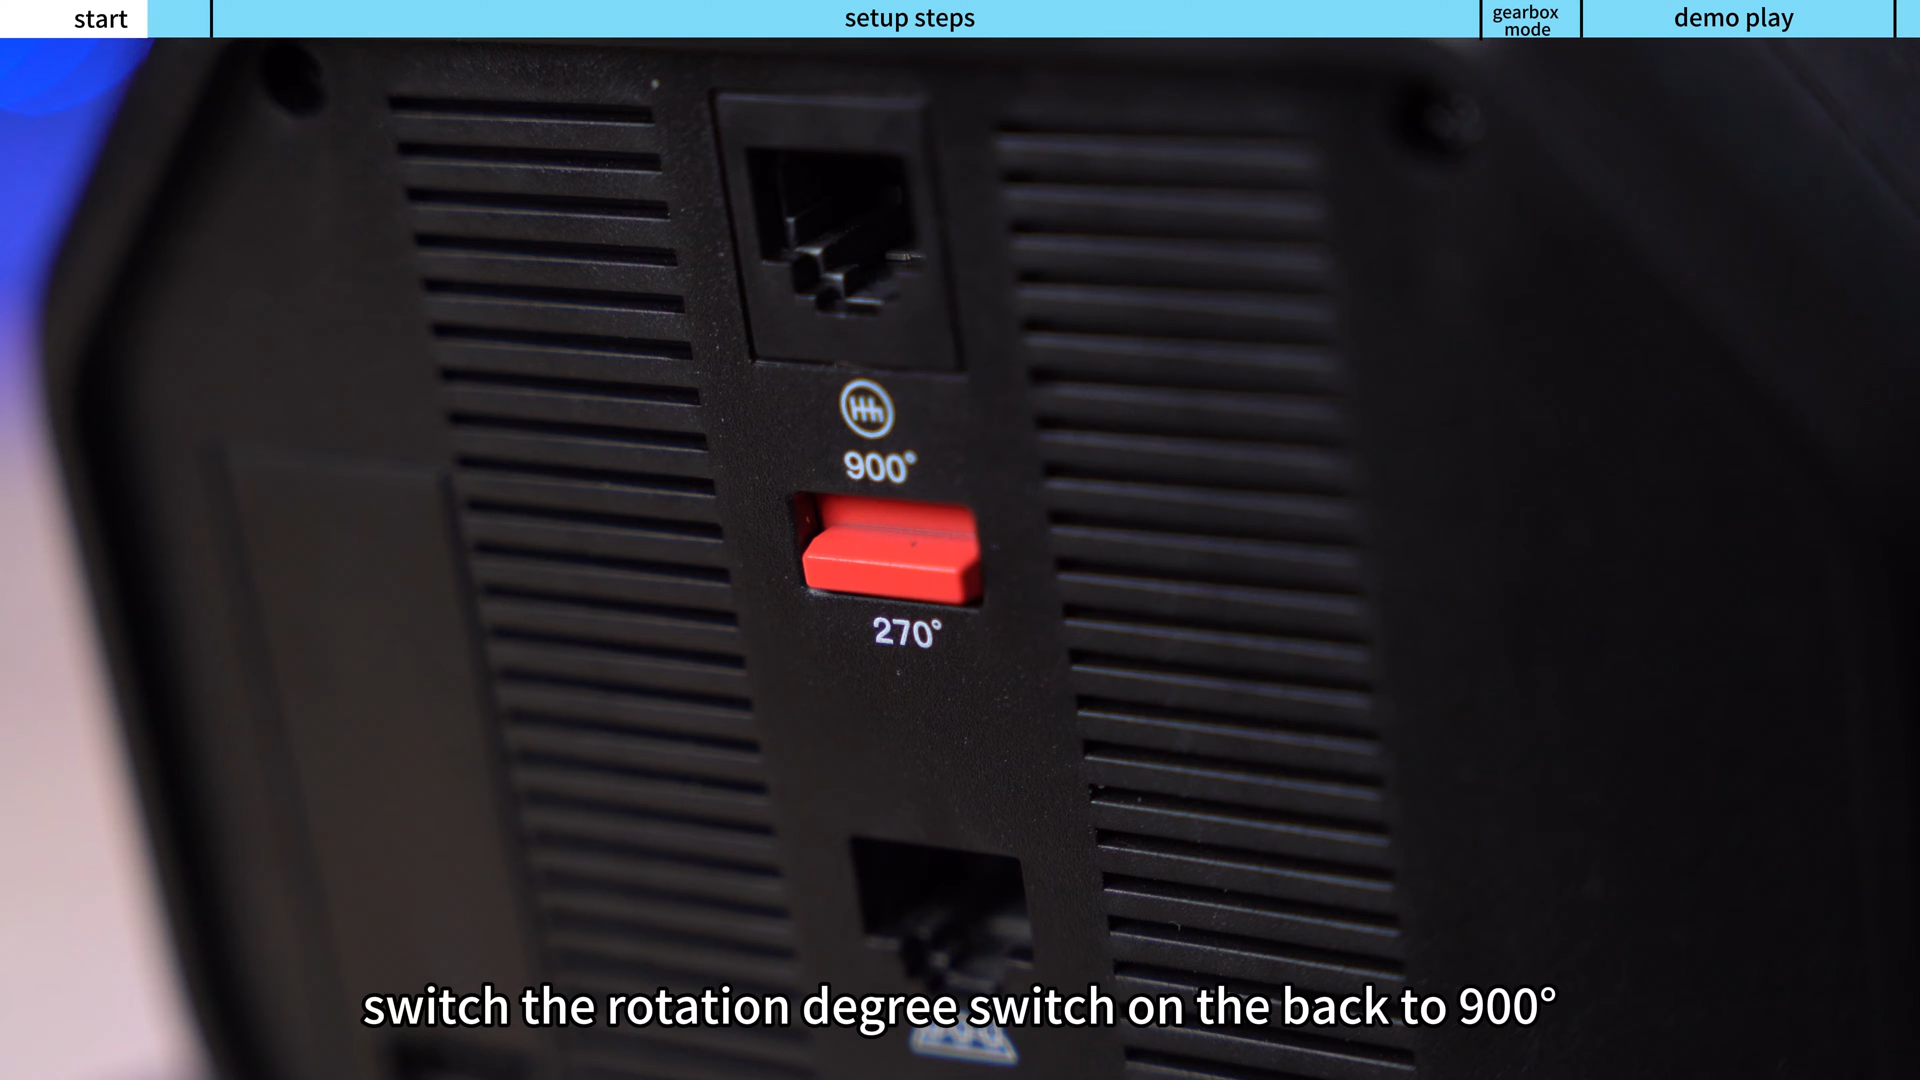 start
setup steps
gearbox
mode
demo play
900°
270°
switch the rotation degree switch on the back to 900°